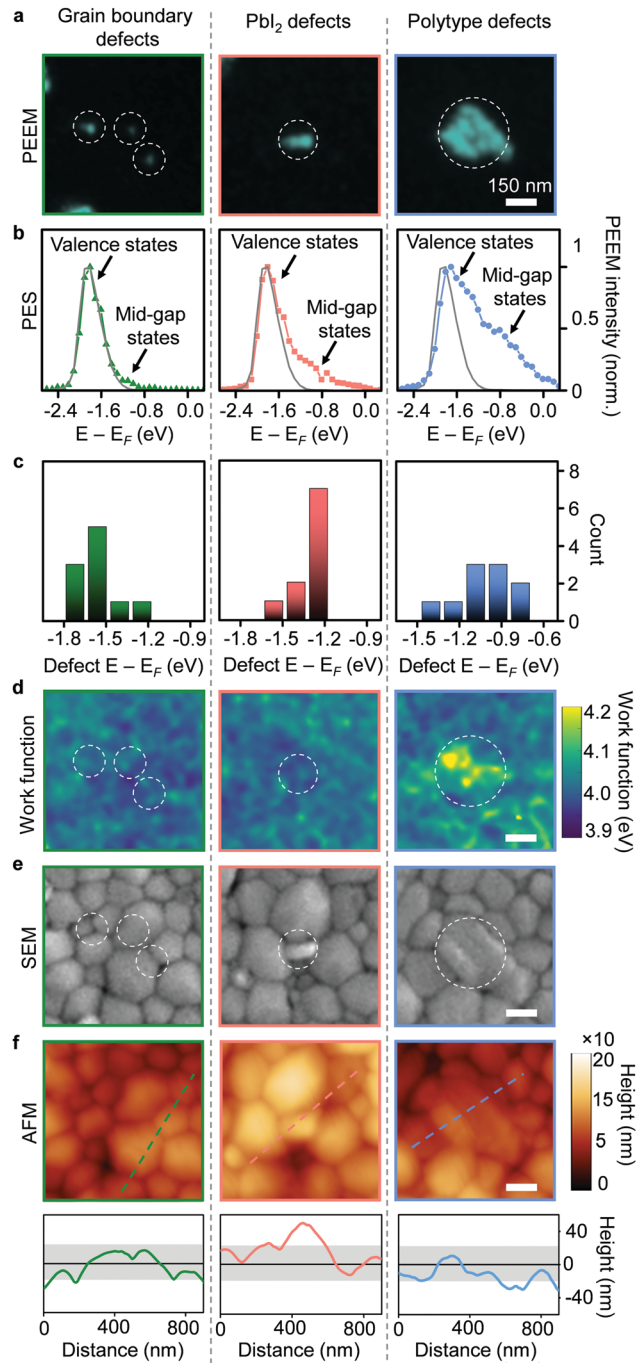 a
Grain boundary
defects
PbI₂ defects
Polytype defects
PEEM
150 nm
b
PES
Valence states
Mid-gap
states
Valence states
Mid-gap
states
Valence states
Mid-gap
states
PEEM intensity (norm.)
1
0.5
0
-2.4 -1.6 -0.8 0.0
-2.4 -1.6 -0.8 0.0
-2.4 -1.6 -0.8 0.0
E – E_F (eV)
E – E_F (eV)
E – E_F (eV)
c
8
6
4
2
0
Count
-1.8 -1.5 -1.2 -0.9
-1.8 -1.5 -1.2 -0.9
-1.5 -1.2 -0.9 -0.6
Defect E – E_F (eV)
Defect E – E_F (eV)
Defect E – E_F (eV)
d
Work function
4.2
4.1
4.0
3.9
Work function (eV)
e
SEM
f
AFM
×10
20
15
10
5
0
Height (nm)
40
0
-40
Height (nm)
0 400 800
0 400 800
0 400 800
Distance (nm)
Distance (nm)
Distance (nm)